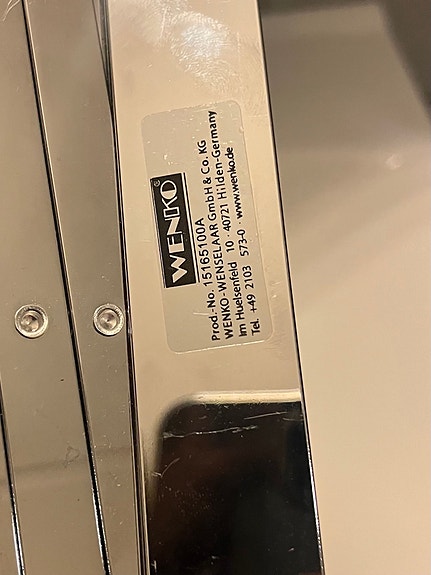 WENKO®
Prod.-No. 15165100A
WENKO-WENSELAAR GmbH & Co. KG
Im Huelsenfeld 10 · 40721 Hilden-Germany
Tel. +49 2103 573-0 · www.wenko.de